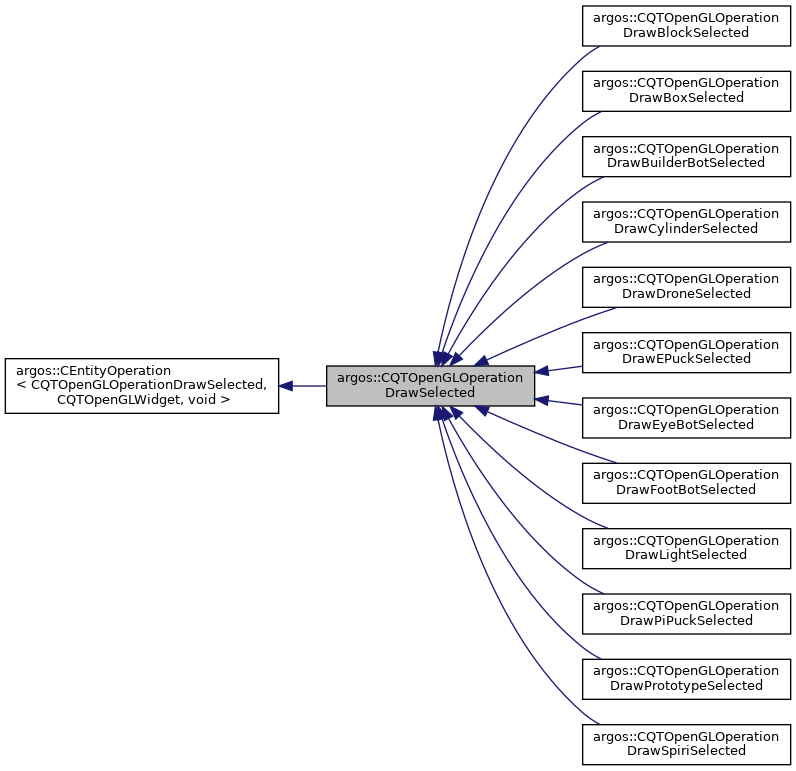 argos::CEntityOperation
< CQTOpenGLOperationDrawSelected,
CQTOpenGLWidget, void >
argos::CQTOpenGLOperation
DrawSelected
argos::CQTOpenGLOperation
DrawBlockSelected
argos::CQTOpenGLOperation
DrawBoxSelected
argos::CQTOpenGLOperation
DrawBuilderBotSelected
argos::CQTOpenGLOperation
DrawCylinderSelected
argos::CQTOpenGLOperation
DrawDroneSelected
argos::CQTOpenGLOperation
DrawEPuckSelected
argos::CQTOpenGLOperation
DrawEyeBotSelected
argos::CQTOpenGLOperation
DrawFootBotSelected
argos::CQTOpenGLOperation
DrawLightSelected
argos::CQTOpenGLOperation
DrawPiPuckSelected
argos::CQTOpenGLOperation
DrawPrototypeSelected
argos::CQTOpenGLOperation
DrawSpiriSelected